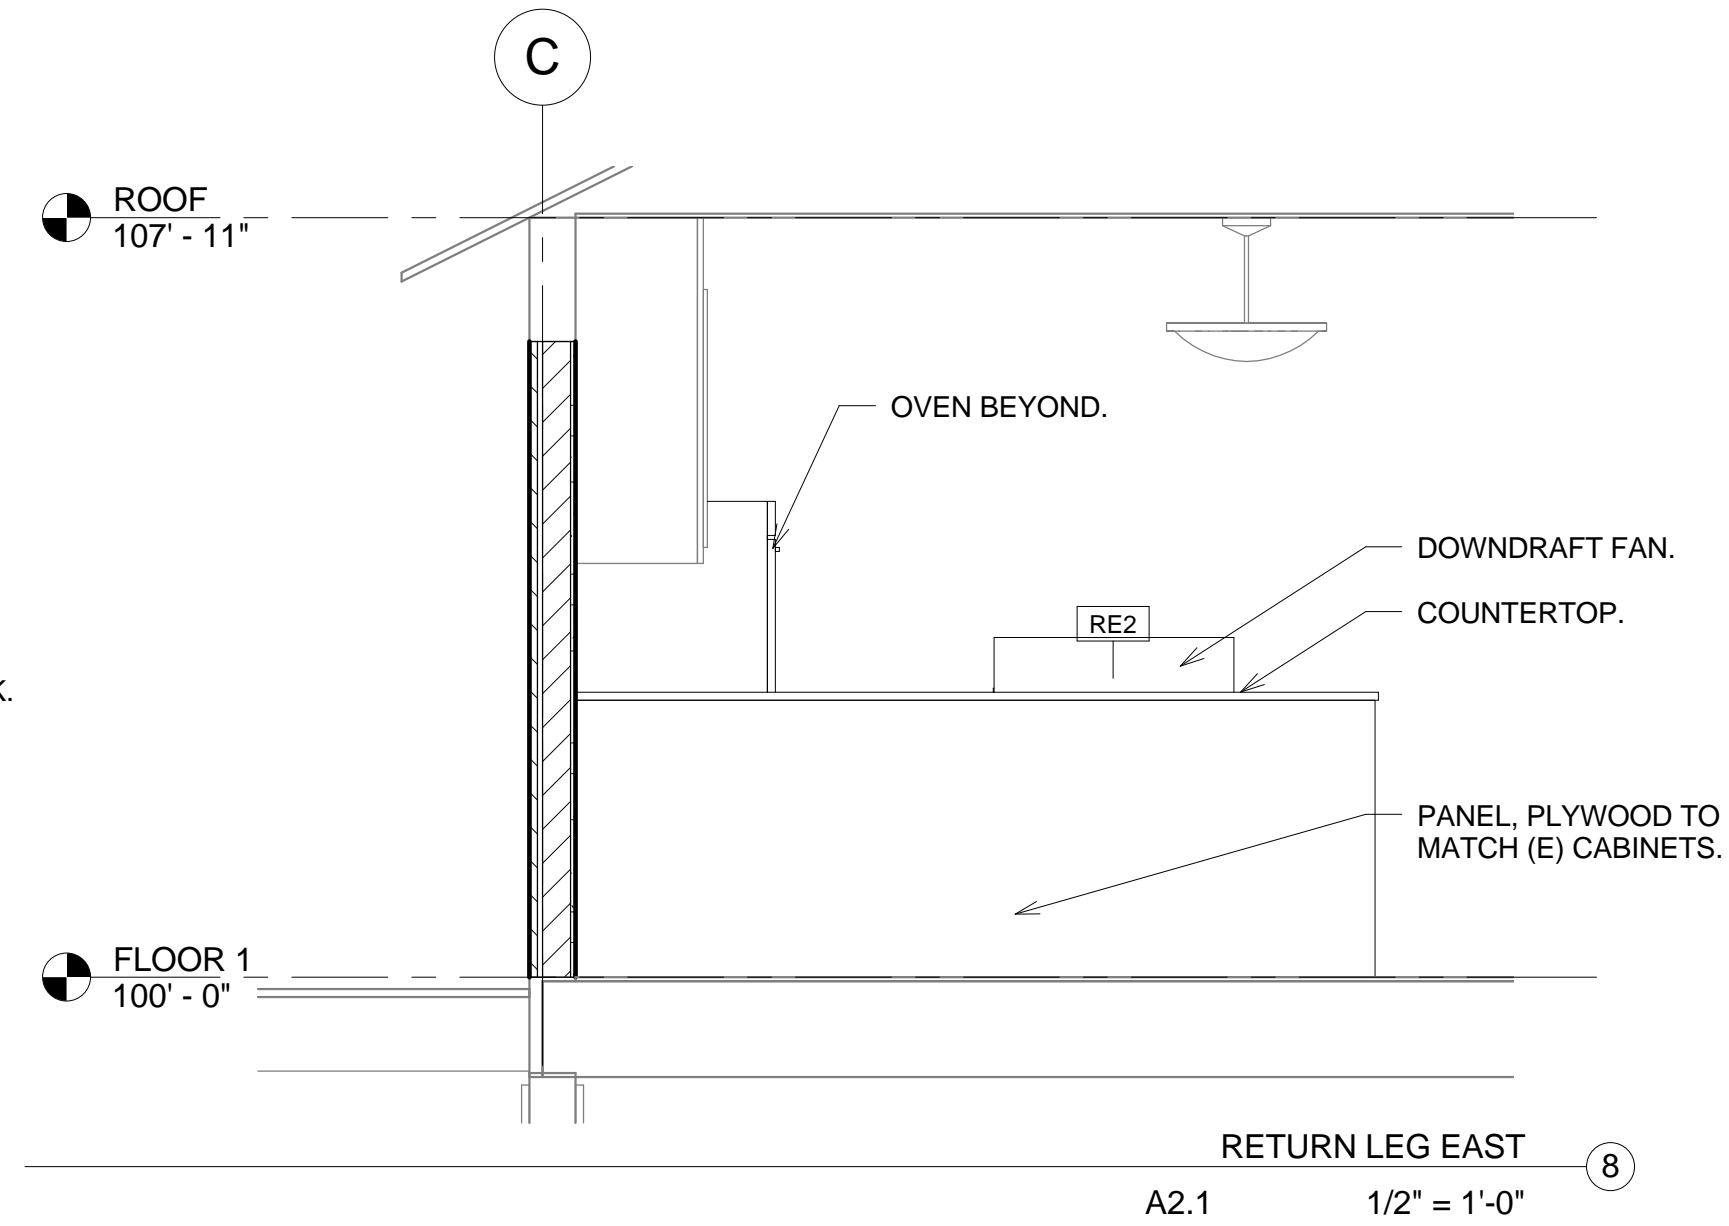 C
ROOF
107' - 11"
OVEN BEYOND.
DOWNDRAFT FAN.
RE2
COUNTERTOP.
K.
PANEL, PLYWOOD TO
MATCH (E) CABINETS.
FLOOR 1
100' - 0"
RETURN LEG EAST
8
A2.1 1/2" = 1'-0"